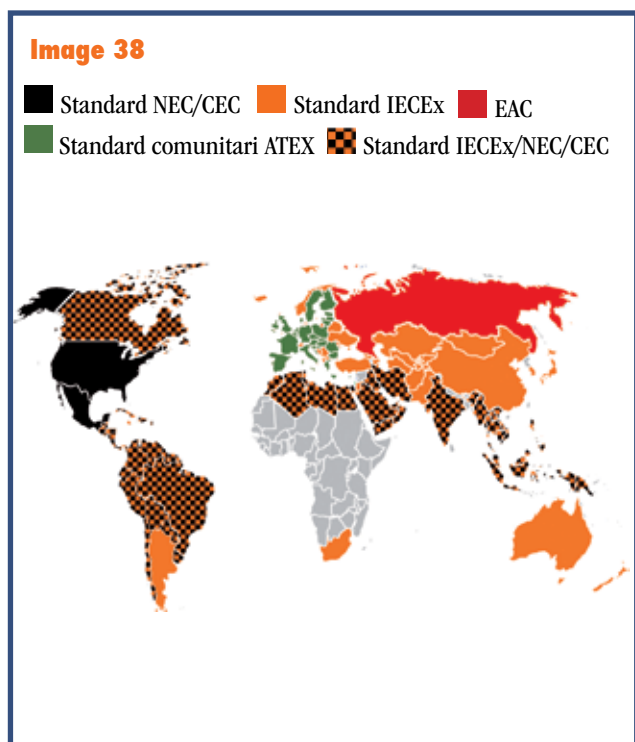 Image 38
Standard NEC/CEC Standard IECEx EAC
Standard comunitari ATEX Standard IECEx/NEC/CEC